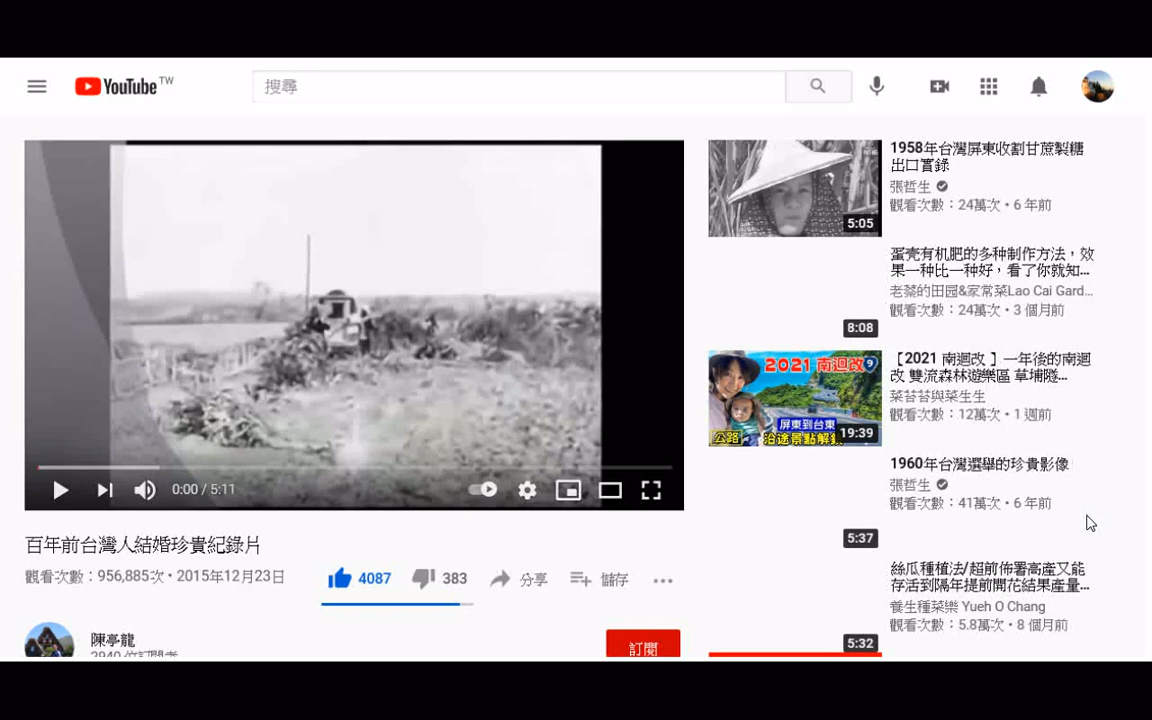 YouTube TW
搜尋
0:00 / 5:11
百年前台灣人結婚珍貴紀錄片
觀看次數：956,885次 • 2015年12月23日
4087
383
分享
儲存
陳亭龍
訂閱
5:05
1958年台灣屏東收割甘蔗製糖
出口實錄
張哲生
觀看次數：24萬次 • 6 年前
8:08
蛋壳有机肥的多种制作方法，效
果一种比一种好，看了你就知...
老蔡的田园&家常菜Lao Cai Gard...
觀看次數：24萬次 • 3 個月前
2021 南迴改 9
屏東到台東
公路 沿途景點解
19:39
【2021 南迴改 】一年後的南迴
改 雙流森林遊樂區 草埔隧...
菜苔苔與菜生生
觀看次數：12萬次 • 1 週前
5:37
1960年台灣選舉的珍貴影像
張哲生
觀看次數：41萬次 • 6 年前
5:32
絲瓜種植法/超前佈署高產又能
存活到隔年提前開花結果產量...
養生種菜樂 Yueh O Chang
觀看次數：5.8萬次 • 8 個月前